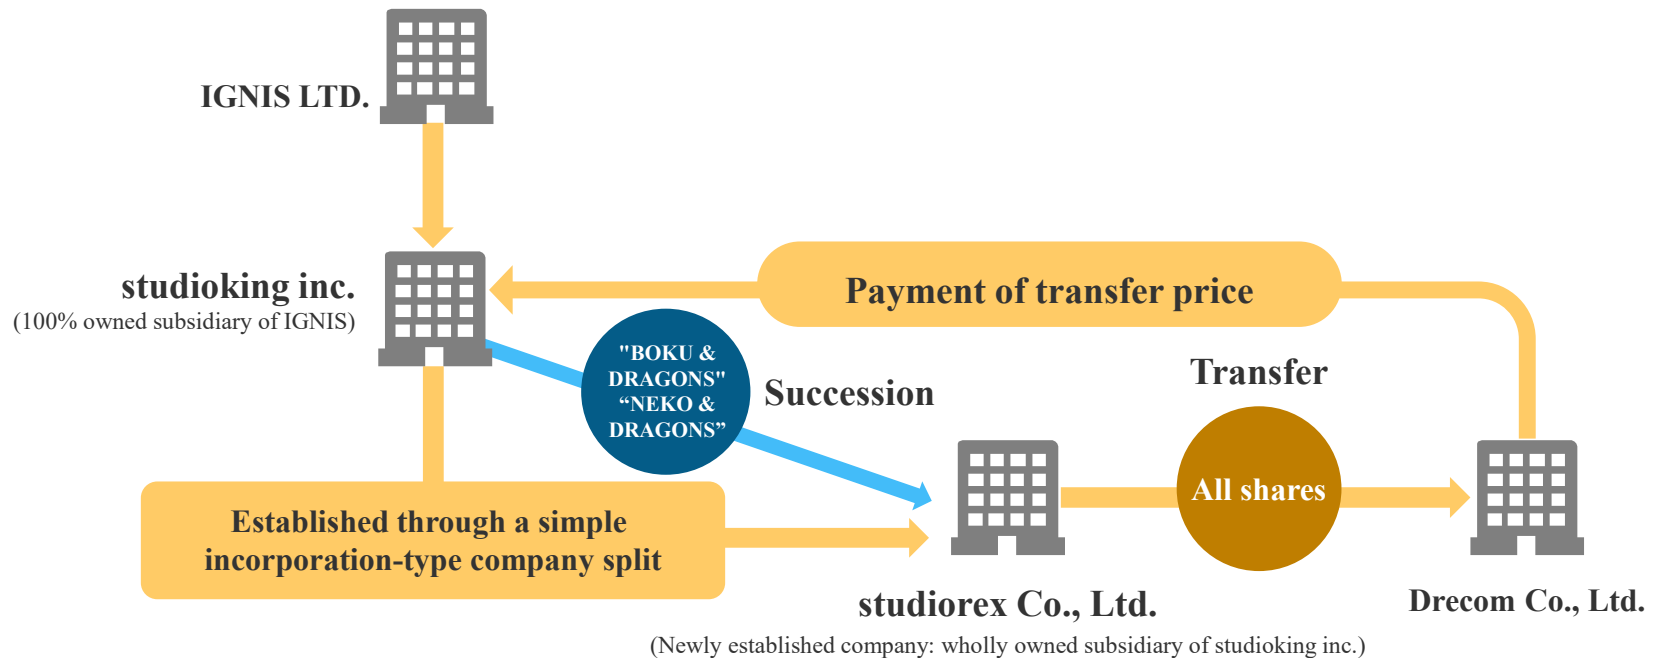 IGNIS LTD.
studioking inc.
(100% owned subsidiary of IGNIS)
Payment of transfer price
"BOKU &
DRAGONS"
“NEKO &
DRAGONS”
Succession
Transfer
All shares
Established through a simple
incorporation-type company split
studiorex Co., Ltd.
(Newly established company: wholly owned subsidiary of studioking inc.)
Drecom Co., Ltd.